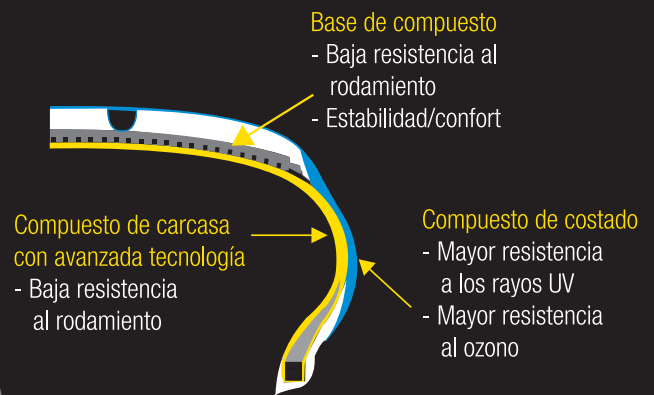 Base de compuesto
- Baja resistencia al
rodamiento
- Estabilidad/confort
Compuesto de carcasa
con avanzada tecnología
- Baja resistencia
al rodamiento
Compuesto de costado
- Mayor resistencia
a los rayos UV
- Mayor resistencia
al ozono